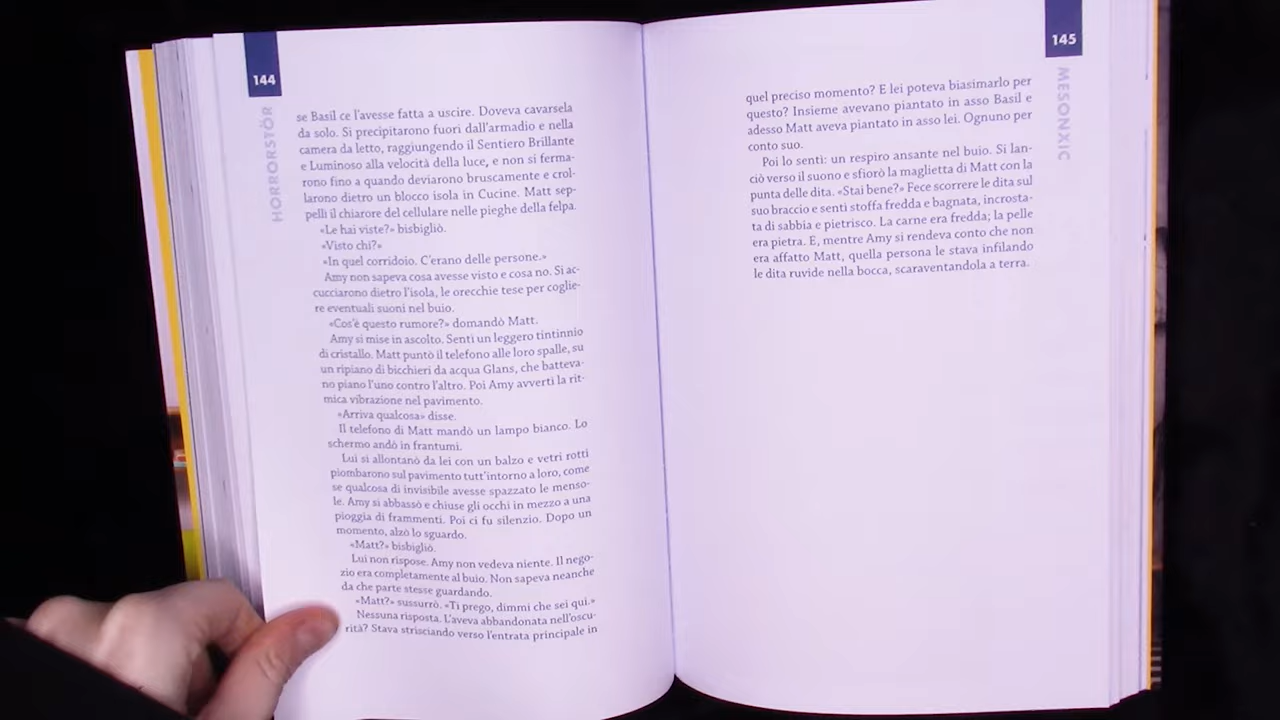 144
HORRORSTÖR
se Basil ce l'avesse fatta a uscire. Doveva cavarsela
da solo. Si precipitarono fuori dall'armadio e nella
camera da letto, raggiungendo il Sentiero Brillante
e Luminoso alla velocità della luce, e non si ferma-
rono fino a quando deviarono bruscamente e crol-
larono dietro un blocco isola in Cucine. Matt sep-
pellì il chiarore del cellulare nelle pieghe della felpa.
«Le hai viste?» bisbigliò.
«Visto chi?»
«In quel corridoio. C'erano delle persone.»
Amy non sapeva cosa avesse visto e cosa no. Si ac-
cucciarono dietro l'isola, le orecchie tese per coglie-
re eventuali suoni nel buio.
«Cos'è questo rumore?» domandò Matt.
Amy si mise in ascolto. Sentì un leggero tintinnio
di cristallo. Matt puntò il telefono alle loro spalle, su
un ripiano di bicchieri da acqua Glans, che batteva-
no piano l'uno contro l'altro. Poi Amy avvertì la rit-
mica vibrazione nel pavimento.
«Arriva qualcosa» disse.
Il telefono di Matt mandò un lampo bianco. Lo
schermo andò in frantumi.
Lui si allontanò da lei con un balzo e vetri rotti
piombarono sul pavimento tutt'intorno a loro, come
se qualcosa di invisibile avesse spazzato le menso-
le. Amy si abbassò e chiuse gli occhi in mezzo a una
pioggia di frammenti. Poi ci fu silenzio. Dopo un
momento, alzò lo sguardo.
«Matt?» bisbigliò.
Lui non rispose. Amy non vedeva niente. Il nego-
zio era completamente al buio. Non sapeva neanche
da che parte stesse guardando.
«Matt?» sussurrò. «Ti prego, dimmi che sei qui.»
Nessuna risposta. L'aveva abbandonata nell'oscu-
rità? Stava strisciando verso l'entrata principale in
145
MESONXIC
quel preciso momento? E lei poteva biasimarlo per
questo? Insieme avevano piantato in asso Basil e
adesso Matt aveva piantato in asso lei. Ognuno per
conto suo.
Poi lo sentì: un respiro ansante nel buio. Si lan-
ciò verso il suono e sfiorò la maglietta di Matt con la
punta delle dita. «Stai bene?» Fece scorrere le dita sul
suo braccio e sentì stoffa fredda e bagnata, incrosta-
ta di sabbia e pietrisco. La carne era fredda; la pelle
era pietra. E, mentre Amy si rendeva conto che non
era affatto Matt, quella persona le stava infilando
le dita ruvide nella bocca, scaraventandola a terra.